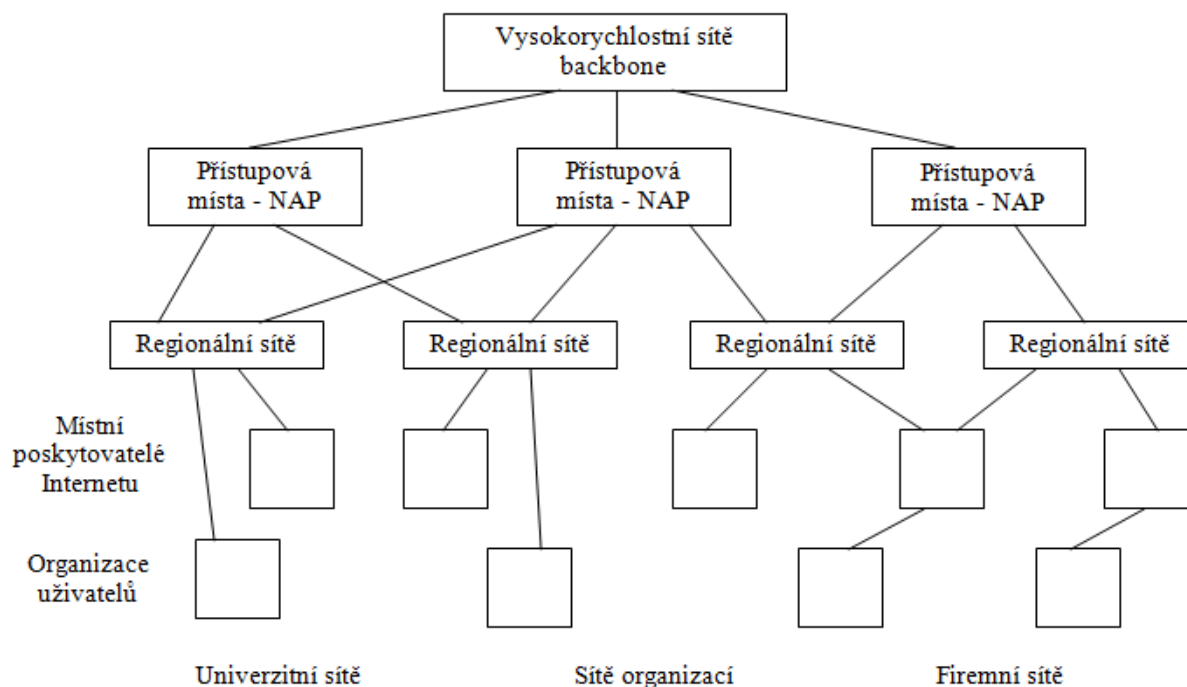 Vysokorychlostní sítě
backbone
Přístupová
místa - NAP
Přístupová
místa - NAP
Přístupová
místa - NAP
Regionální sítě
Regionální sítě
Regionální sítě
Regionální sítě
Místní
poskytovatelé
Internetu
Organizace
uživatelů
Univerzitní sítě
Sítě organizací
Firemní sítě